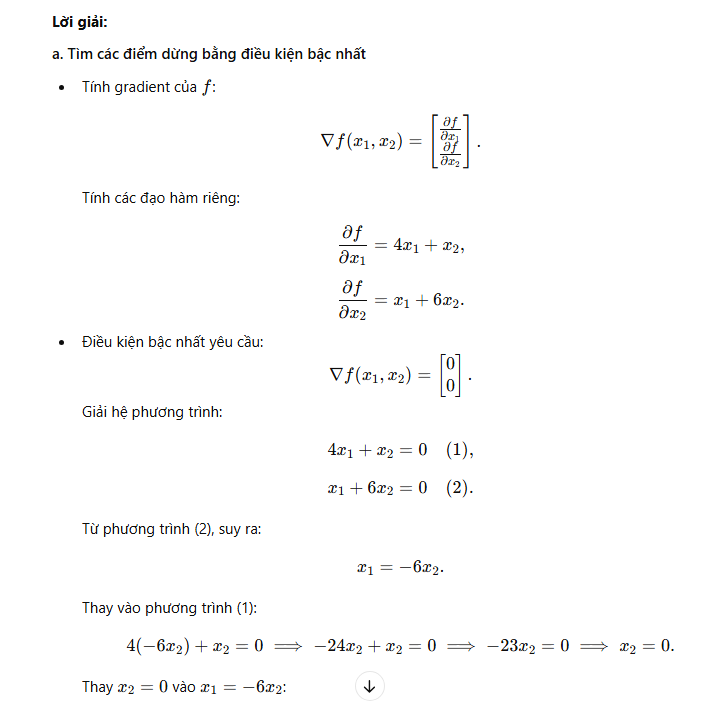 Lời giải:
a. Tìm các điểm dừng bằng điều kiện bậc nhất
• Tính gradient của f:
∇f(x₁, x₂) = [∂f/∂x₁ ∂f/∂x₂].
Tính các đạo hàm riêng:
∂f/∂x₁ = 4x₁ + x₂,
∂f/∂x₂ = x₁ + 6x₂.
• Điều kiện bậc nhất yêu cầu:
∇f(x₁, x₂) = [0 0].
Giải hệ phương trình:
4x₁ + x₂ = 0 (1),
x₁ + 6x₂ = 0 (2).
Từ phương trình (2), suy ra:
x₁ = −6x₂.
Thay vào phương trình (1):
4(−6x₂) + x₂ = 0 ⟹ −24x₂ + x₂ = 0 ⟹ −23x₂ = 0 ⟹ x₂ = 0.
Thay x₂ = 0 vào x₁ = −6x₂: